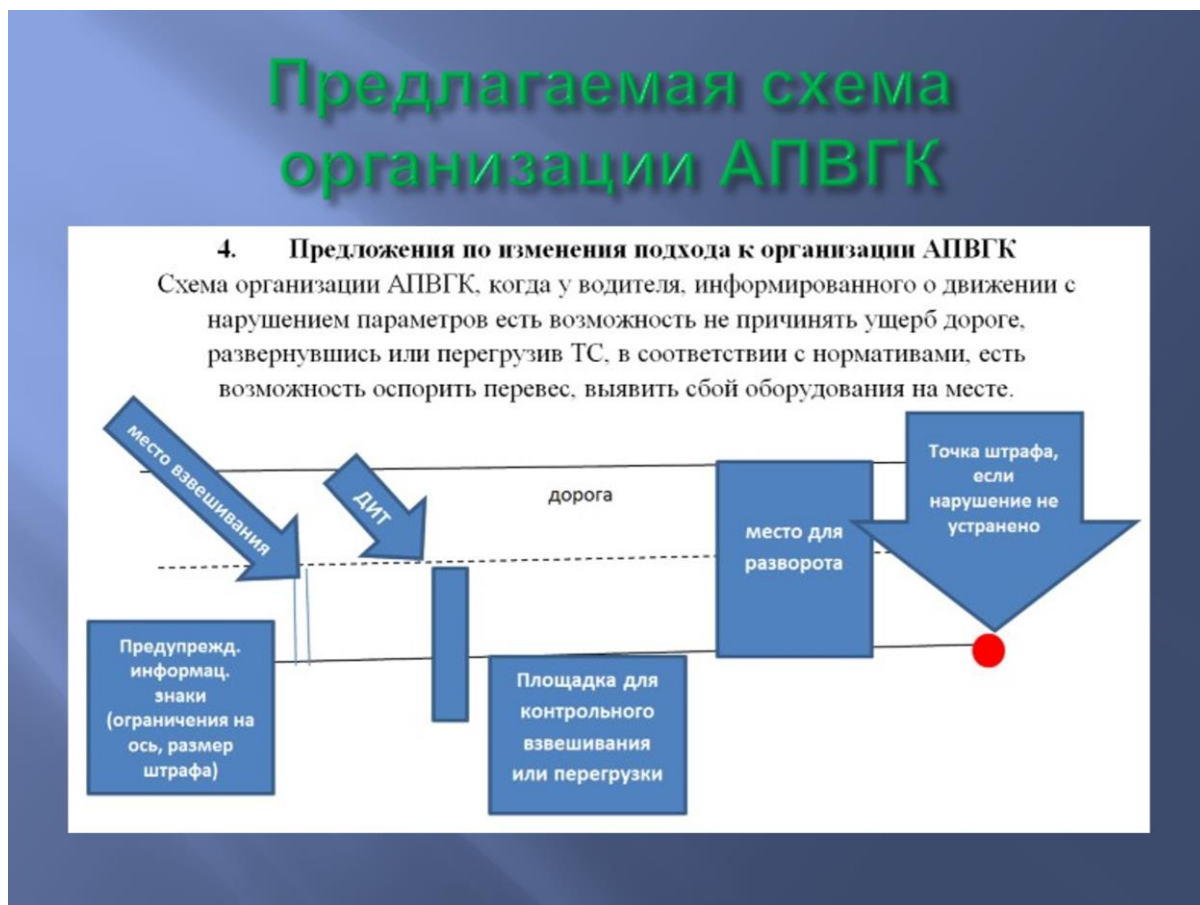 Предлагаемая схема
организации АПВГК
4. Предложения по изменения подхода к организации АПВГК
Схема организации АПВГК, когда у водителя, информированного о движении с
нарушением параметров есть возможность не причинять ущерб дороге,
развернувшись или перегрузив ТС, в соответствии с нормативами, есть
возможность оспорить перевес, выявить сбой оборудования на месте.
место взвешивания
ДИТ
дорога
место для
разворота
Точка штрафа,
если
нарушение не
устранено
Предупрежд.
информац.
знаки
(ограничения на
ось, размер
штрафа)
Площадка для
контрольного
взвешивания
или перегрузки